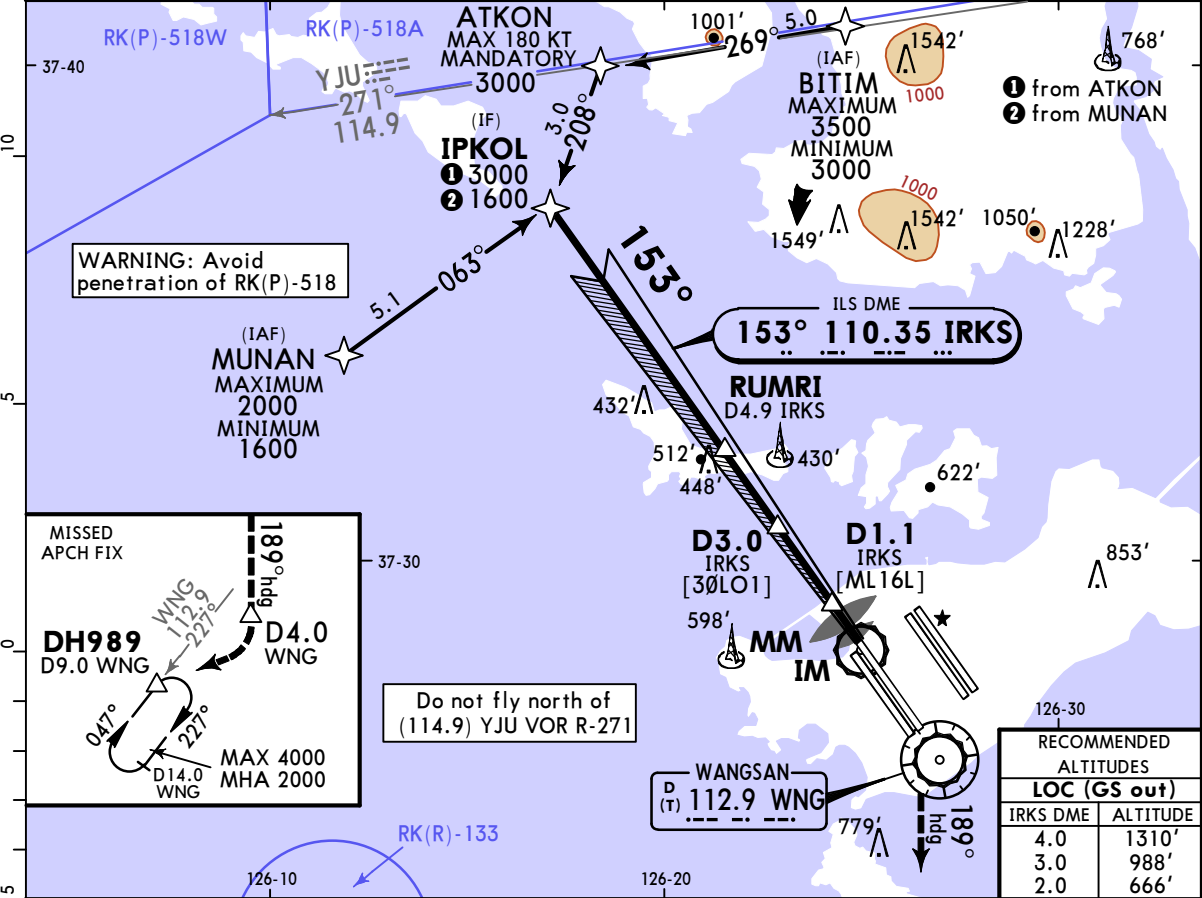 RK(P)-518W
RK(P)-518A
ATKON
MAX 180 KT
MANDATORY
3000
1001'
5.0
269°
(IAF)
BITIM
MAXIMUM
3500
MINIMUM
3000
1542'
1000
768'
❶ from ATKON
❷ from MUNAN
37-40
YJU
271°
114.9
(IF)
IPKOL
❶ 3000
❷ 1600
3.0
208°
10
1000
1542'
1549'
1050'
1228'
WARNING: Avoid
penetration of RK(P)-518
063°
5.1
153°
ILS DME
153° 110.35 IRKS
(IAF)
MUNAN
MAXIMUM
2000
MINIMUM
1600
5
RUMRI
D4.9 IRKS
432'
512'
448'
430'
622'
MISSED
APCH FIX
189° hdg
WNG
112.9
227°
DH989
D9.0 WNG
D4.0
WNG
047°
227°
D14.0
WNG
MAX 4000
MHA 2000
37-30
D3.0
IRKS
[3ØLO1]
D1.1
IRKS
[ML16L]
853'
598'
MM
IM
0
Do not fly north of
(114.9) YJU VOR R-271
126-30
WANGSAN
D
(T) 112.9 WNG
189°
hdg
779'
RK(R)-133
5
126-10
126-20
RECOMMENDED
ALTITUDES
LOC (GS out)
IRKS DME ALTITUDE
4.0 1310'
3.0 988'
2.0 666'